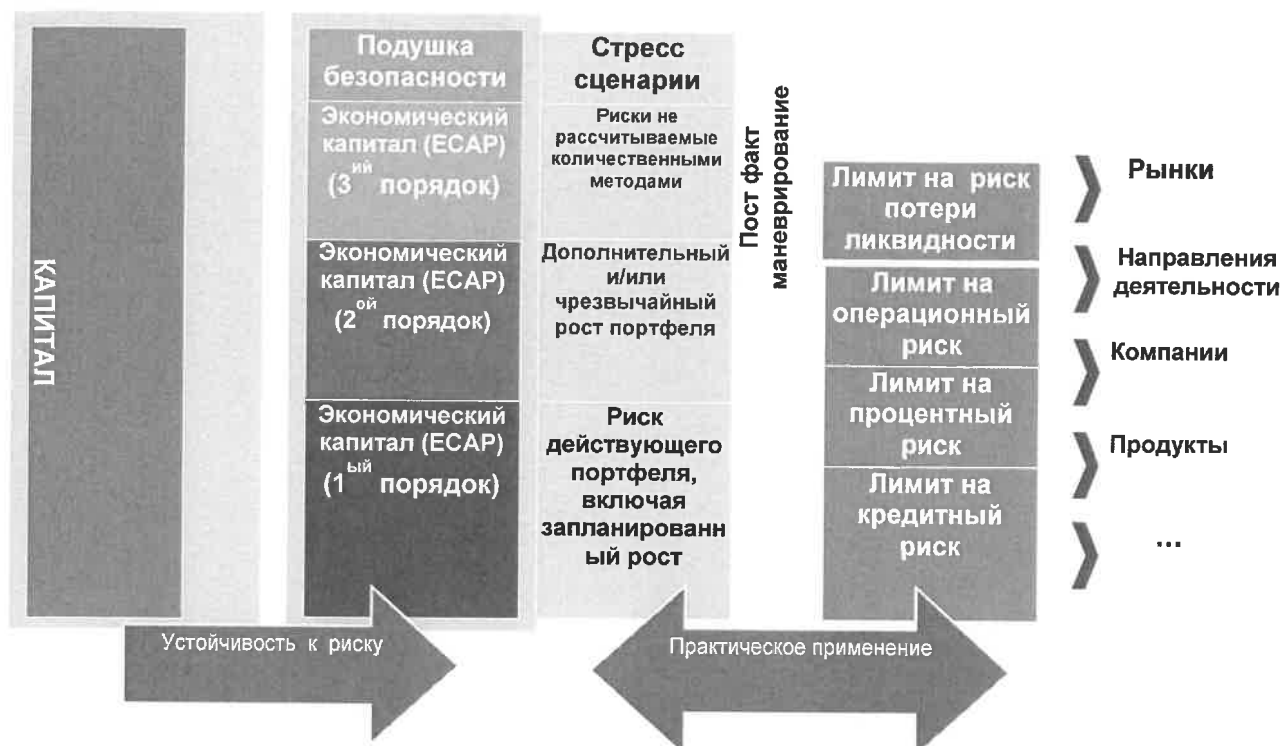 КАПИТАЛ
Подушка
безопасности
Экономический
капитал (ECAP)
(3ий порядок)
Экономический
капитал (ECAP)
(2ой порядок)
Экономический
капитал (ECAP)
(1ый порядок)
Стресс
сценарии
Риски не
рассчитываемые
количественными
методами
Дополнительный
и/или
чрезвычайный
рост портфеля
Риск
действующего
портфеля,
включая
запланированн
ый рост
Пост факт
маневрирование
Лимит на риск
потери
ликвидности
Лимит на
операционный
риск
Лимит на
процентный
риск
Лимит на
кредитный
риск
Рынки
Направления
деятельности
Компании
Продукты
...
Устойчивость к риску
Практическое применение